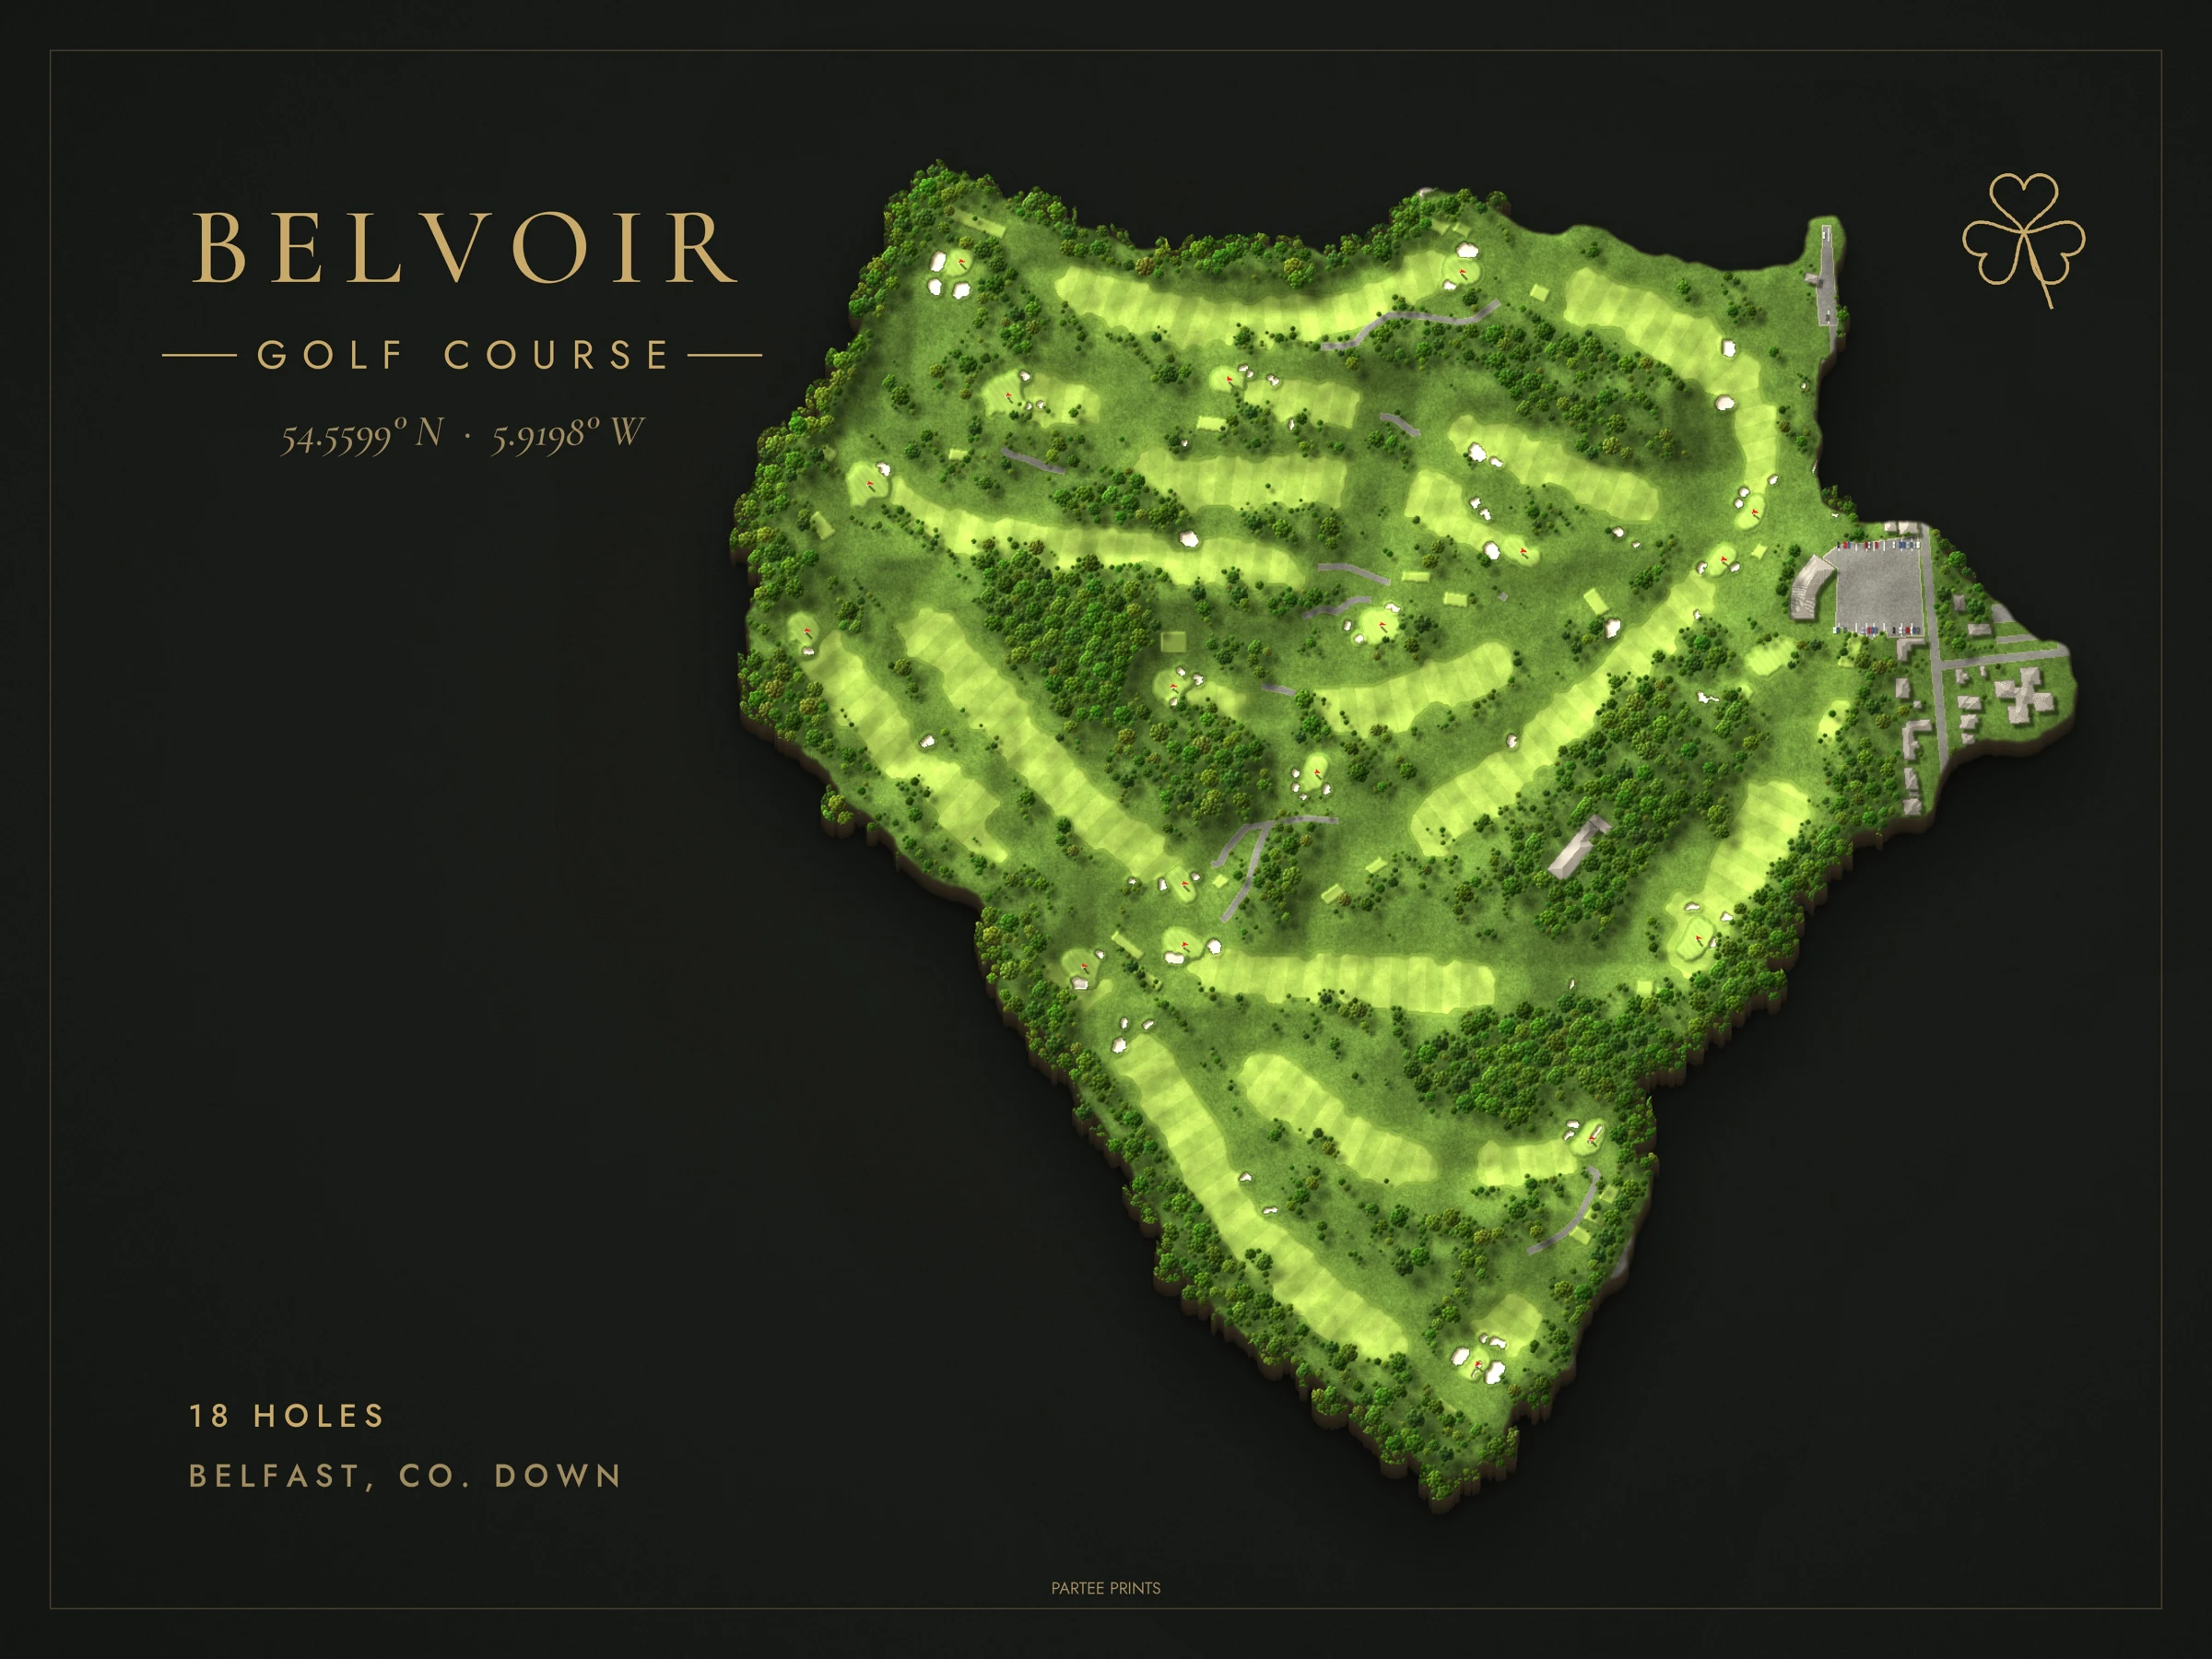 BELVOIR
GOLF COURSE
54.5599° N · 5.9198° W
18 HOLES
BELFAST, CO. DOWN
PARTEE PRINTS